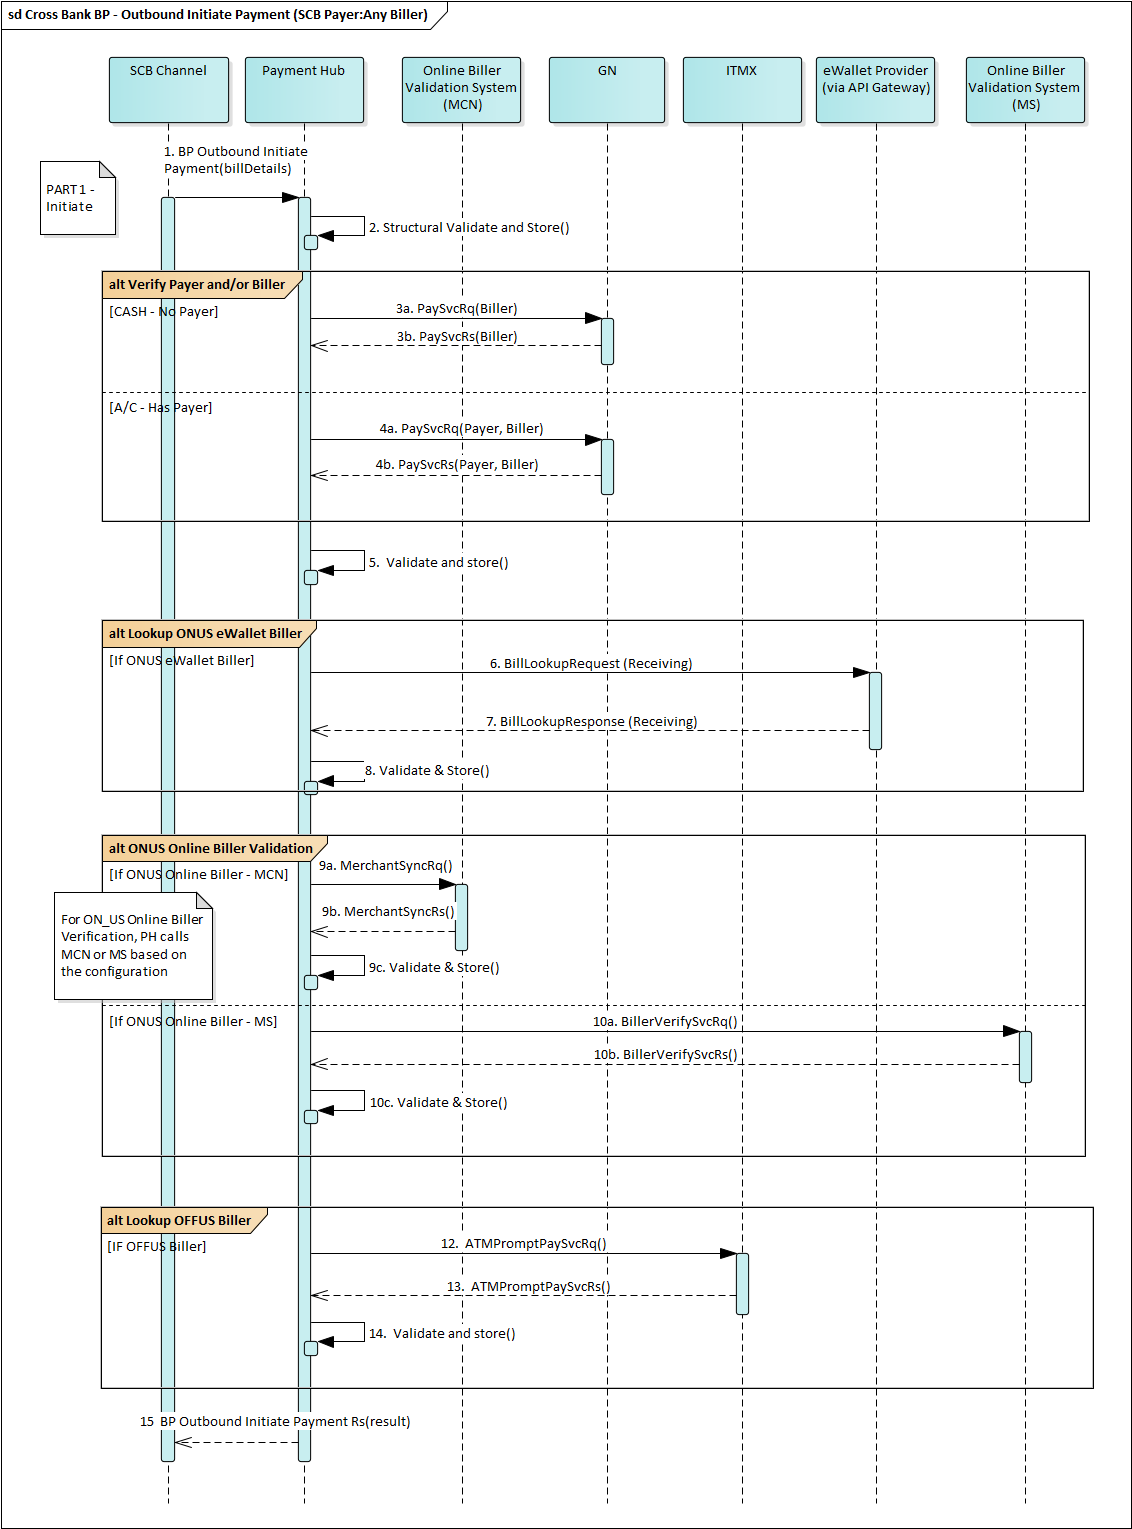 sd Cross Bank BP - Outbound Initiate Payment (SCB Payer:Any Biller)
SCB Channel
Payment Hub
Online Biller
Validation System
(MCN)
GN
ITMX
eWallet Provider
(via API Gateway)
Online Biller
Validation System
(MS)
1. BP Outbound Initiate
Payment(billDetails)
PART 1 -
Initiate
2. Structural Validate and Store()
alt Verify Payer and/or Biller
[CASH - No Payer]
3a. PaySvcRq(Biller)
3b. PaySvcRs(Biller)
[A/C - Has Payer]
4a. PaySvcRq(Payer, Biller)
4b. PaySvcRs(Payer, Biller)
5.  Validate and store()
alt Lookup ONUS eWallet Biller
[If ONUS eWallet Biller]
6. BillLookupRequest (Receiving)
7. BillLookupResponse (Receiving)
8. Validate & Store()
alt ONUS Online Biller Validation
[If ONUS Online Biller - MCN]
9a. MerchantSyncRq()
For ON_US Online Biller
Verification, PH calls
MCN or MS based on
the configuration
9b. MerchantSyncRs()
9c. Validate & Store()
[If ONUS Online Biller - MS]
10a. BillerVerifySvcRq()
10b. BillerVerifySvcRs()
10c. Validate & Store()
alt Lookup OFFUS Biller
[IF OFFUS Biller]
12.  ATMPromptPaySvcRq()
13.  ATMPromptPaySvcRs()
14.  Validate and store()
15  BP Outbound Initiate Payment Rs(result)